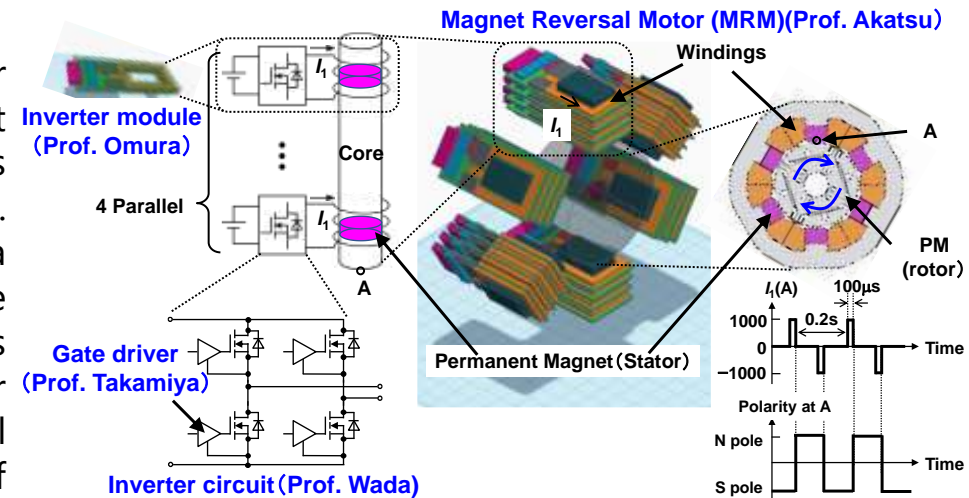 Magnet Reversal Motor (MRM)(Prof. Akatsu)
r
t
s
.
a
e
s
r
l
f
Inverter module
(Prof. Omura)
4 Parallel
I1
Core
I1
A
Windings
I1
A
PM
(rotor)
Permanent Magnet(Stator)
Gate driver
(Prof. Takamiya)
Inverter circuit(Prof. Wada)
I1(A)
100μs
1000
0.2s
0
Time
−1000
Polarity at A
N pole
Time
S pole